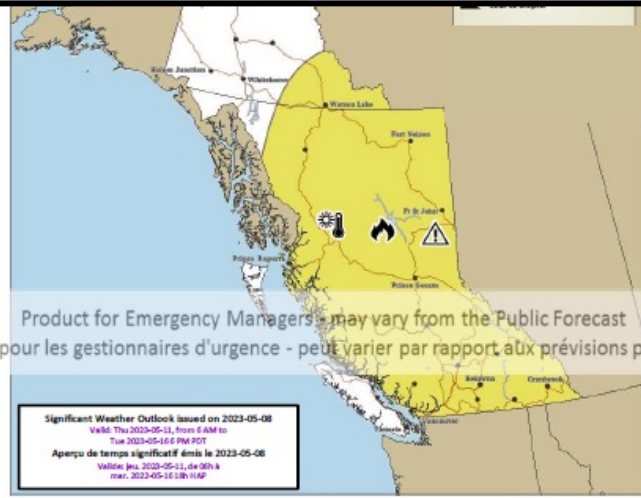 Haines Junction
Whitehorse
Watson Lake
Fort Nelson
Ft St John
Prince Rupert
Prince George
Product for Emergency Managers - may vary from the Public Forecast
pour les gestionnaires d'urgence - peut varier par rapport aux prévisions p
Kelowna
Cranbrook
Vancouver
Victoria
Significant Weather Outlook issued on 2023-05-08
Valid: Thu 2023-05-11, from 6 AM to
Tue 2023-05-16 6 PM PDT
Aperçu de temps significatif émis le 2023-05-08
Valide: jeu. 2023-05-11, de 06h à
mar. 2022-05-16 18h HAP